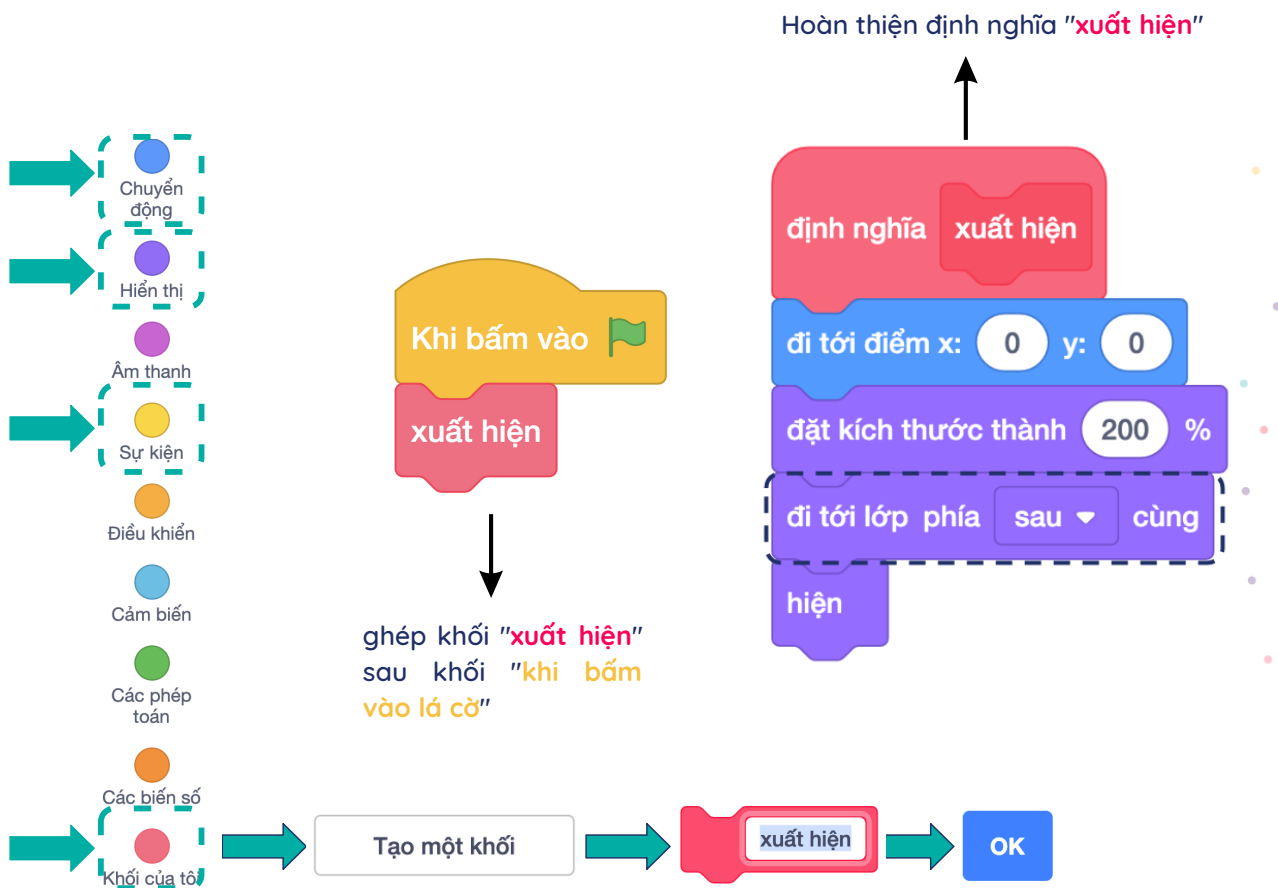 Hoàn thiện định nghĩa "xuất hiện"
Chuyển
động
Hiển thị
Âm thanh
Sự kiện
Điều khiển
Cảm biến
Các phép
toán
Các biến số
Khối của tôi
Khi bấm vào
xuất hiện
ghép khối "xuất hiện"
sau khối "khi bấm
vào lá cờ"
định nghĩa xuất hiện
đi tới điểm x: 0 y: 0
đặt kích thước thành 200 %
đi tới lớp phía sau cùng
hiện
Tạo một khối
xuất hiện
OK